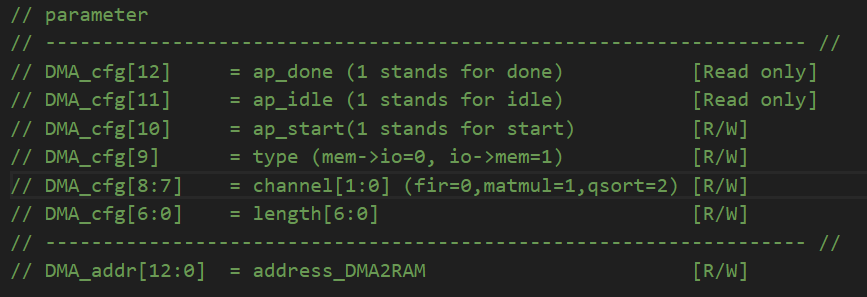 // parameter
// ------------------------------------------------------------------ //
// DMA_cfg[12]     = ap_done (1 stands for done)           [Read only]
// DMA_cfg[11]     = ap_idle (1 stands for idle)           [Read only]
// DMA_cfg[10]     = ap_start(1 stands for start)          [R/W]
// DMA_cfg[9]      = type (mem->io=0, io->mem=1)           [R/W]
// DMA_cfg[8:7]    = channel[1:0] (fir=0,matmul=1,qsort=2) [R/W]
// DMA_cfg[6:0]    = length[6:0]                           [R/W]
// ------------------------------------------------------------------ //
// DMA_addr[12:0]  = address_DMA2RAM                       [R/W]